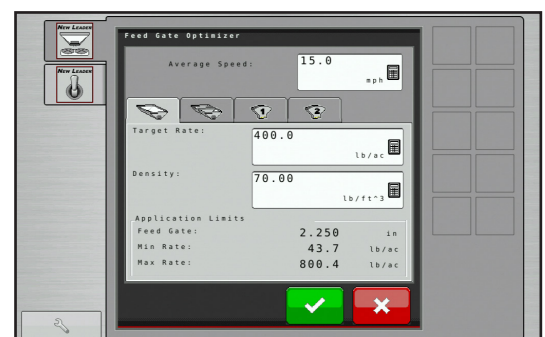 NEW LEADER
NEW LEADER
Feed Gate Optimizer
Average Speed: 15.0 mph
1 2
Target Rate: 400.0 lb/ac
Density: 70.00 lb/ft^3
Application Limits
Feed Gate: 2.250 in
Min Rate: 43.7 lb/ac
Max Rate: 800.4 lb/ac